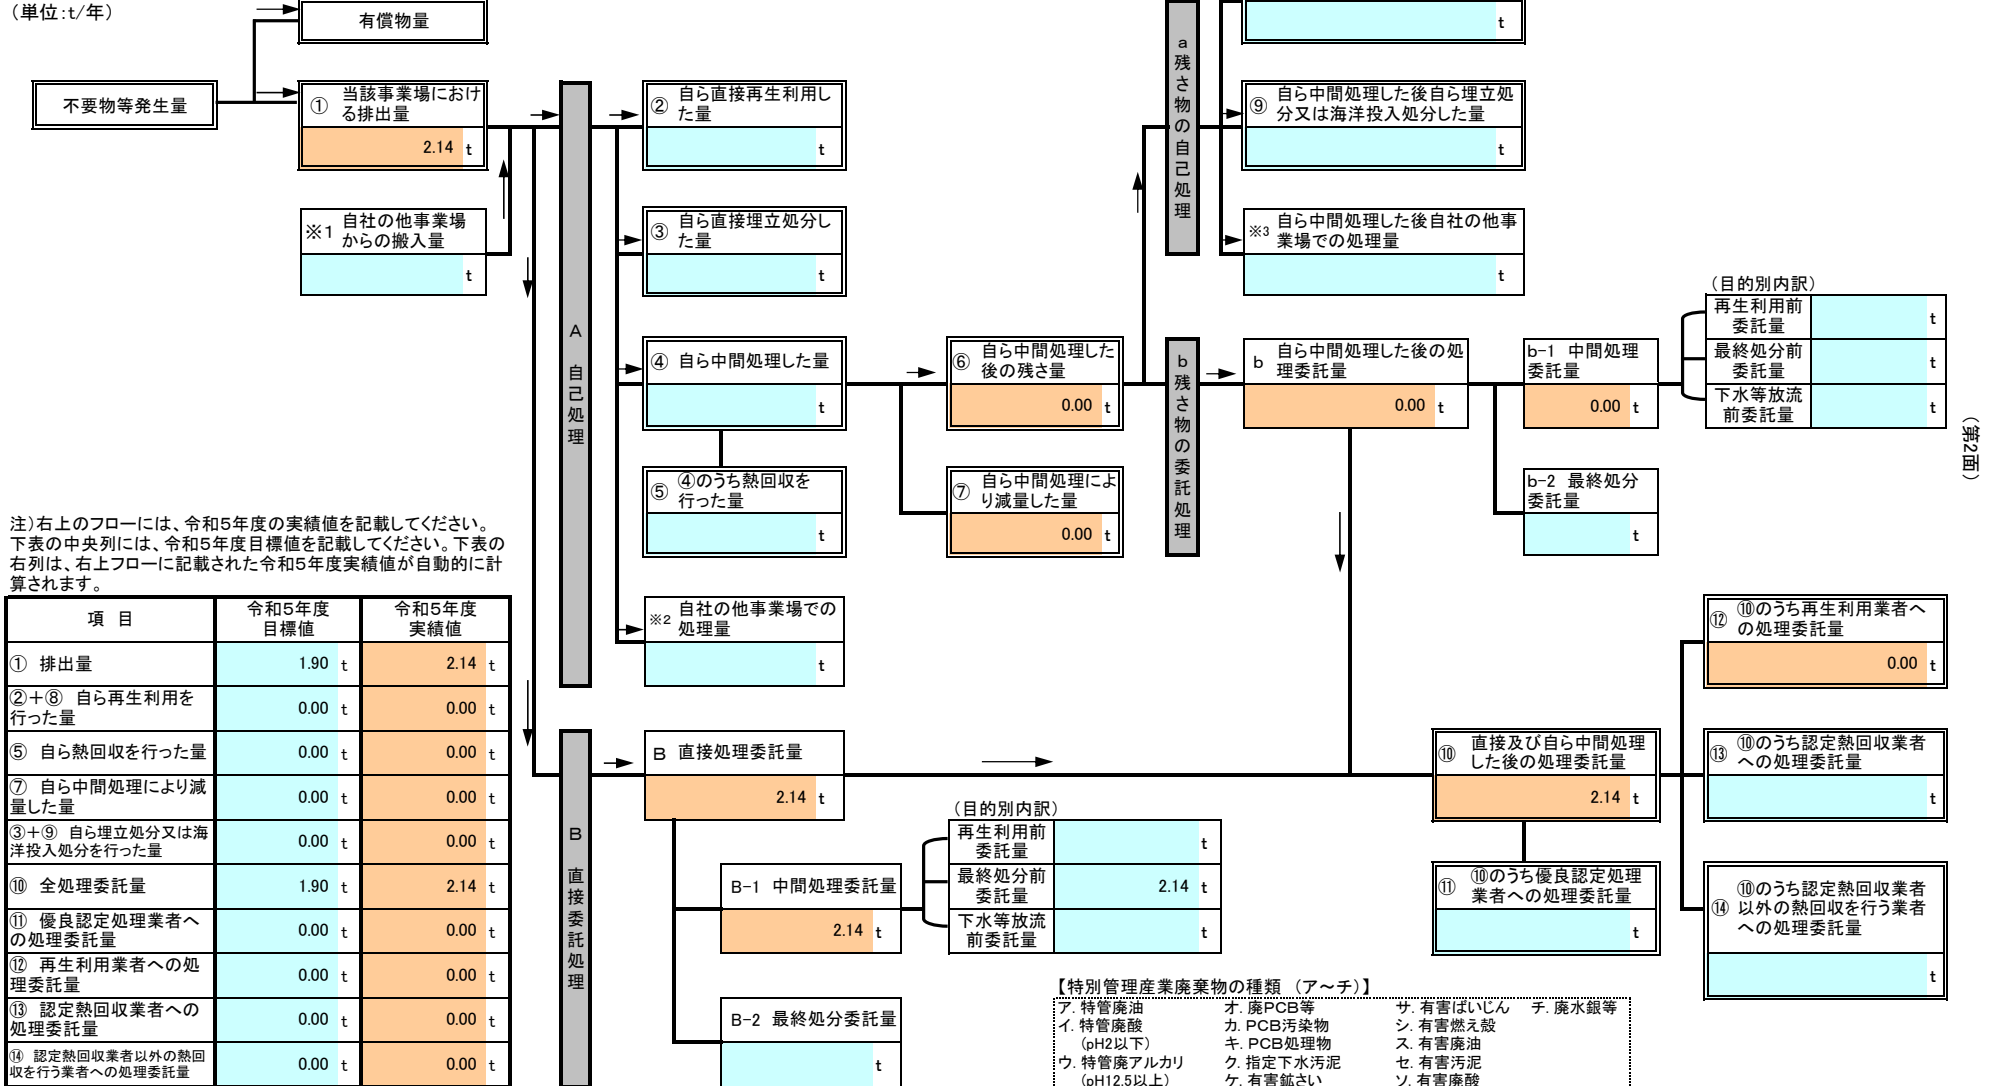 （単位：t/年）
有償物量
不要物等発生量
① 当該事業場におけ
る排出量
2.14 t
※1 自社の他事業場
からの搬入量
t
A 自己処理
② 自ら直接再生利用し
た量
t
③ 自ら直接埋立処分し
た量
t
④ 自ら中間処理した量
t
⑤ ④のうち熱回収を
行った量
t
※2 自社の他事業場での
処理量
t
⑥ 自ら中間処理した
後の残さ量
0.00 t
⑦ 自ら中間処理によ
り減量した量
0.00 t
a 残さ物の自己処理
t
⑨ 自ら中間処理した後自ら埋立処
分又は海洋投入処分した量
t
※3 自ら中間処理した後自社の他事
業場での処理量
t
b 残さ物の委託処理
b 自ら中間処理した後の処
理委託量
0.00 t
b-1 中間処理
委託量
0.00 t
b-2 最終処分
委託量
t
（目的別内訳）
再生利用前
委託量
t
最終処分前
委託量
t
下水等放流
前委託量
t
（第2面）
注）右上のフローには、令和5年度の実績値を記載してください。
下表の中央列には、令和5年度目標値を記載してください。下表の
右列は、右上フローに記載された令和5年度実績値が自動的に計
算されます。
項 目 令和5年度 目標値 令和5年度 実績値
① 排出量 1.90 t 2.14 t
②＋⑧ 自ら再生利用を
行った量 0.00 t 0.00 t
⑤ 自ら熱回収を行った量 0.00 t 0.00 t
⑦ 自ら中間処理により減
量した量 0.00 t 0.00 t
③＋⑨ 自ら埋立処分又は海
洋投入処分を行った量 0.00 t 0.00 t
⑩ 全処理委託量 1.90 t 2.14 t
⑪ 優良認定処理業者へ
の処理委託量 0.00 t 0.00 t
⑫ 再生利用業者への処
理委託量 0.00 t 0.00 t
⑬ 認定熱回収業者への
処理委託量 0.00 t 0.00 t
⑭ 認定熱回収業者以外の熱回
収を行う業者への処理委託量 0.00 t 0.00 t
B 直接委託処理
B 直接処理委託量
2.14 t
B-1 中間処理委託量
2.14 t
B-2 最終処分委託量
t
（目的別内訳）
再生利用前
委託量
t
最終処分前
委託量
2.14 t
下水等放流
前委託量
t
⑩ 直接及び自ら中間処理
した後の処理委託量
2.14 t
⑪ ⑩のうち優良認定処理
業者への処理委託量
t
⑫ ⑩のうち再生利用業者へ
の処理委託量
0.00 t
⑬ ⑩のうち認定熱回収業者
への処理委託量
t
⑭ ⑩のうち認定熱回収業者
以外の熱回収を行う業者
への処理委託量
t
【特別管理産業廃棄物の種類 （ア～チ）】
ア．特管廃油 オ．廃PCB等 サ．有害ばいじん チ．廃水銀等
イ．特管廃酸 カ．PCB汚染物 シ．有害燃え殻
（pH2以下） キ．PCB処理物 ス．有害廃油
ウ．特管廃アルカリ ク．指定下水汚泥 セ．有害汚泥
（pH12.5以上） ケ．有害鉱さい ソ．有害廃酸